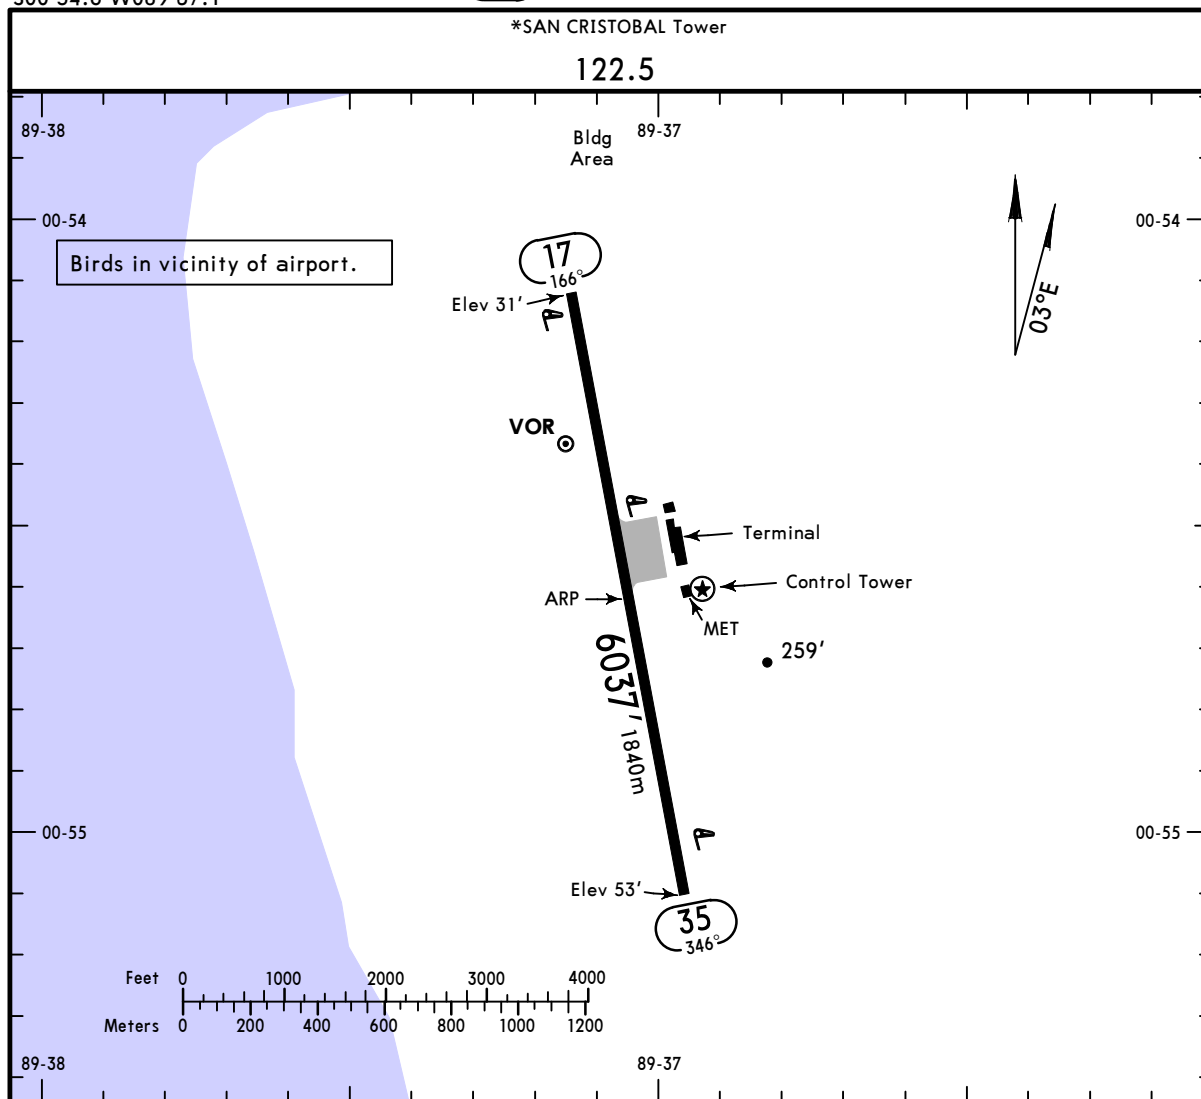 *SAN CRISTOBAL Tower
122.5
89-38
Bldg
Area
89-37
00-54
00-54
Birds in vicinity of airport.
17
166°
Elev 31'
03°E
VOR
Terminal
Control Tower
ARP
MET
259'
6037' 1840m
00-55
00-55
Elev 53'
35
346°
Feet 0 1000 2000 3000 4000
Meters 0 200 400 600 800 1000 1200
89-38
89-37